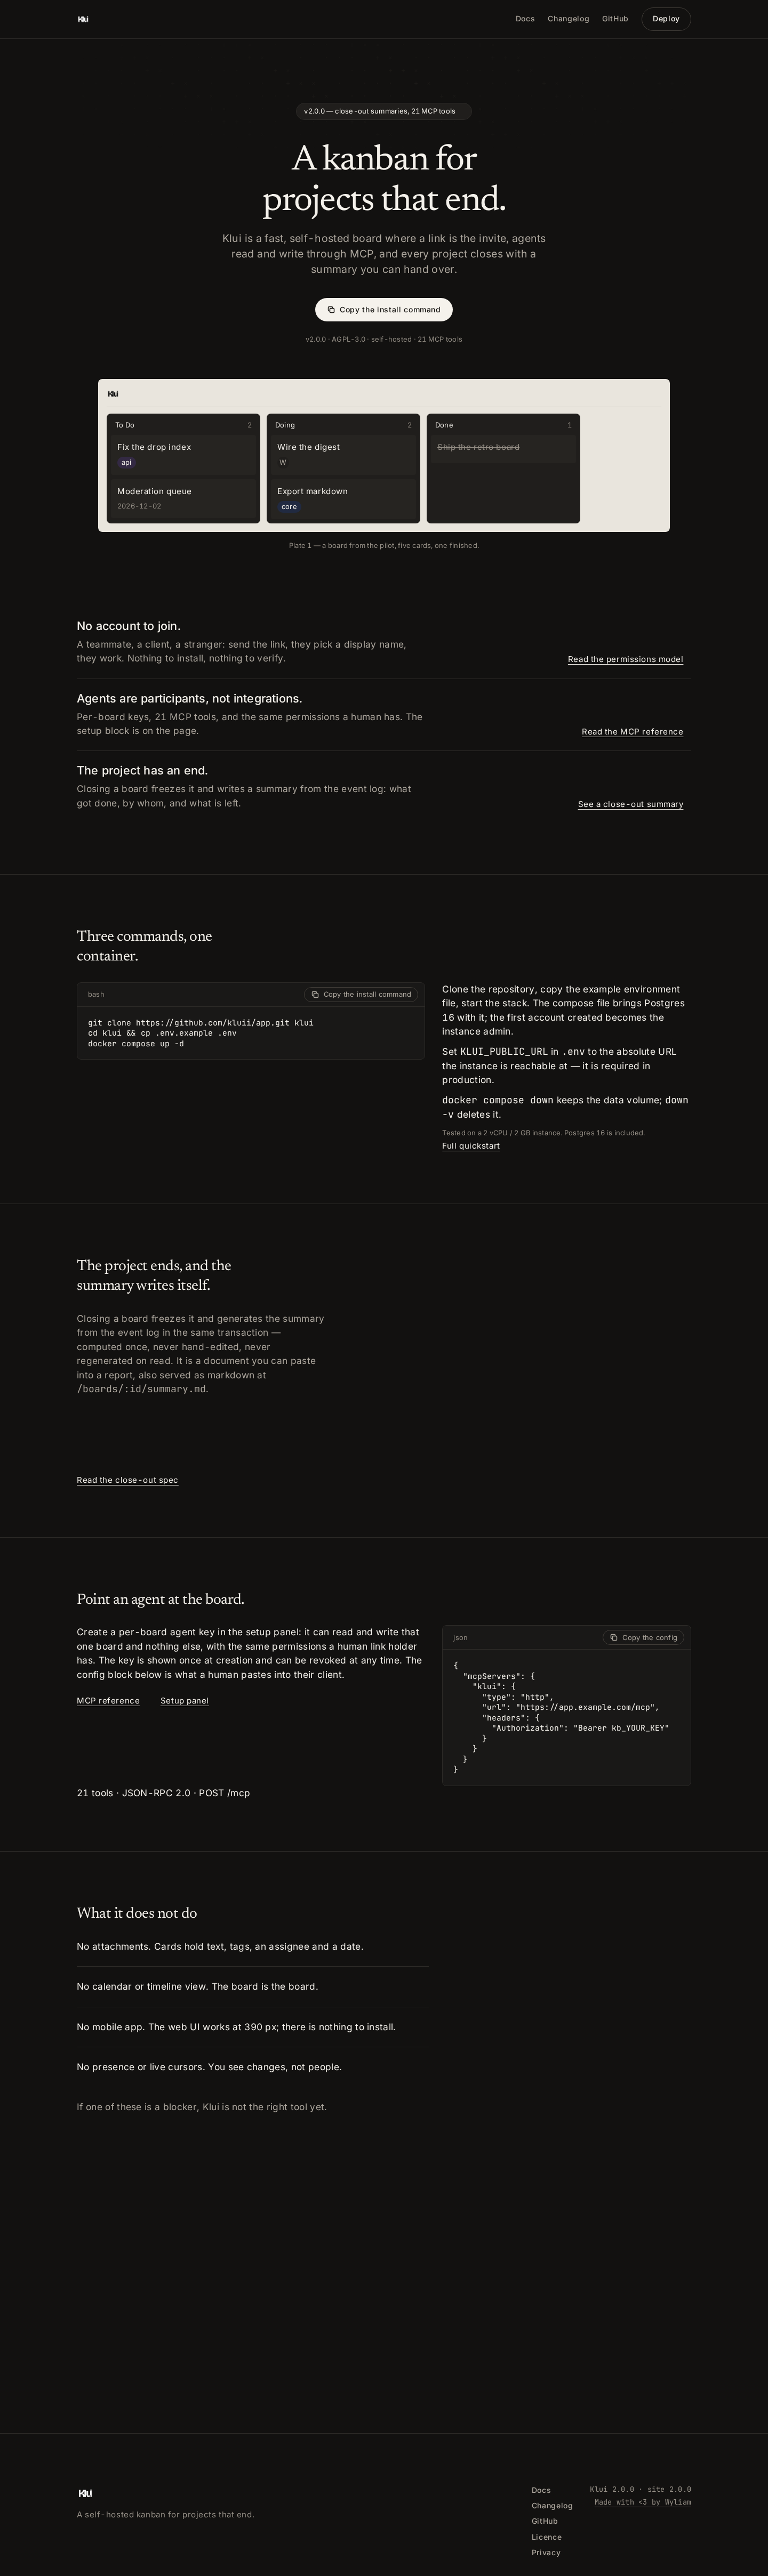 Klui
Docs Changelog GitHub Deploy
v2.0.0 — close-out summaries, 21 MCP tools
A kanban for
projects that end.
Klui is a fast, self-hosted board where a link is the invite, agents
read and write through MCP, and every project closes with a
summary you can hand over.
Copy the install command
v2.0.0 · AGPL-3.0 · self-hosted · 21 MCP tools
Klui
To Do 2
Fix the drop index
api
Moderation queue
2026-12-02
Doing 2
Wire the digest
W
Export markdown
core
Done 1
Ship the retro board
Plate 1 — a board from the pilot, five cards, one finished.
No account to join.
A teammate, a client, a stranger: send the link, they pick a display name,
they work. Nothing to install, nothing to verify.
Read the permissions model
Agents are participants, not integrations.
Per-board keys, 21 MCP tools, and the same permissions a human has. The
setup block is on the page.
Read the MCP reference
The project has an end.
Closing a board freezes it and writes a summary from the event log: what
got done, by whom, and what is left.
See a close-out summary
Three commands, one
container.
bash
Copy the install command
git clone https://github.com/kluii/app.git klui
cd klui && cp .env.example .env
docker compose up -d
Clone the repository, copy the example environment
file, start the stack. The compose file brings Postgres
16 with it; the first account created becomes the
instance admin.
Set KLUI_PUBLIC_URL in .env to the absolute URL
the instance is reachable at — it is required in
production.
docker compose down keeps the data volume; down
-v deletes it.
Tested on a 2 vCPU / 2 GB instance. Postgres 16 is included.
Full quickstart
The project ends, and the
summary writes itself.
Closing a board freezes it and generates the summary
from the event log in the same transaction —
computed once, never hand-edited, never
regenerated on read. It is a document you can paste
into a report, also served as markdown at
/boards/:id/summary.md.
Read the close-out spec
Point an agent at the board.
Create a per-board agent key in the setup panel: it can read and write that
one board and nothing else, with the same permissions a human link holder
has. The key is shown once at creation and can be revoked at any time. The
config block below is what a human pastes into their client.
MCP reference Setup panel
21 tools · JSON-RPC 2.0 · POST /mcp
json
Copy the config
{
"mcpServers": {
"klui": {
"type": "http",
"url": "https://app.example.com/mcp",
"headers": {
"Authorization": "Bearer kb_YOUR_KEY"
}
}
}
}
What it does not do
No attachments. Cards hold text, tags, an assignee and a date.
No calendar or timeline view. The board is the board.
No mobile app. The web UI works at 390 px; there is nothing to install.
No presence or live cursors. You see changes, not people.
If one of these is a blocker, Klui is not the right tool yet.
Klui
A self-hosted kanban for projects that end.
Docs
Changelog
GitHub
Licence
Privacy
Klui 2.0.0 · site 2.0.0
Made with <3 by Wyliam